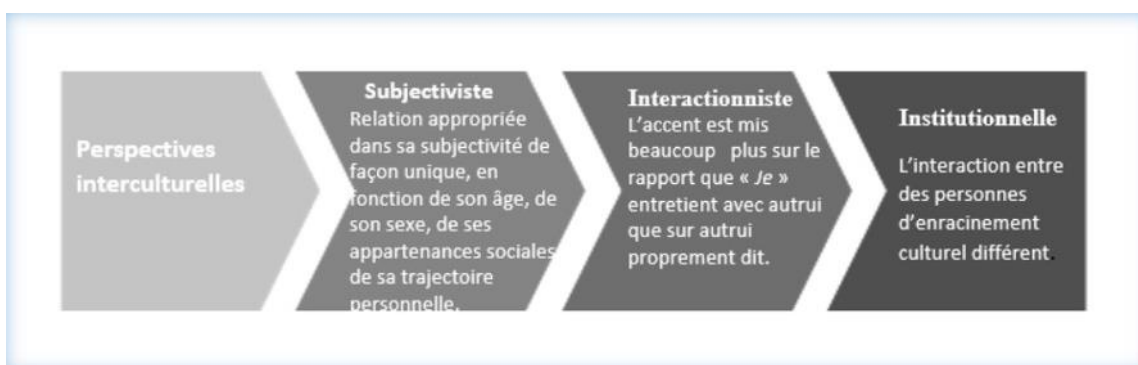 Perspectives
interculturelles
Subjectiviste
Relation appropriée
dans sa subjectivité de
façon unique, en
fonction de son âge, de
son sexe, de ses
appartenances sociales
de sa trajectoire
personnelle.
Interactionniste
L’accent est mis
beaucoup plus sur le
rapport que « Je »
entretient avec autrui
que sur autrui
proprement dit.
Institutionnelle
L’interaction entre
des personnes
d’enracinement
culturel différent.